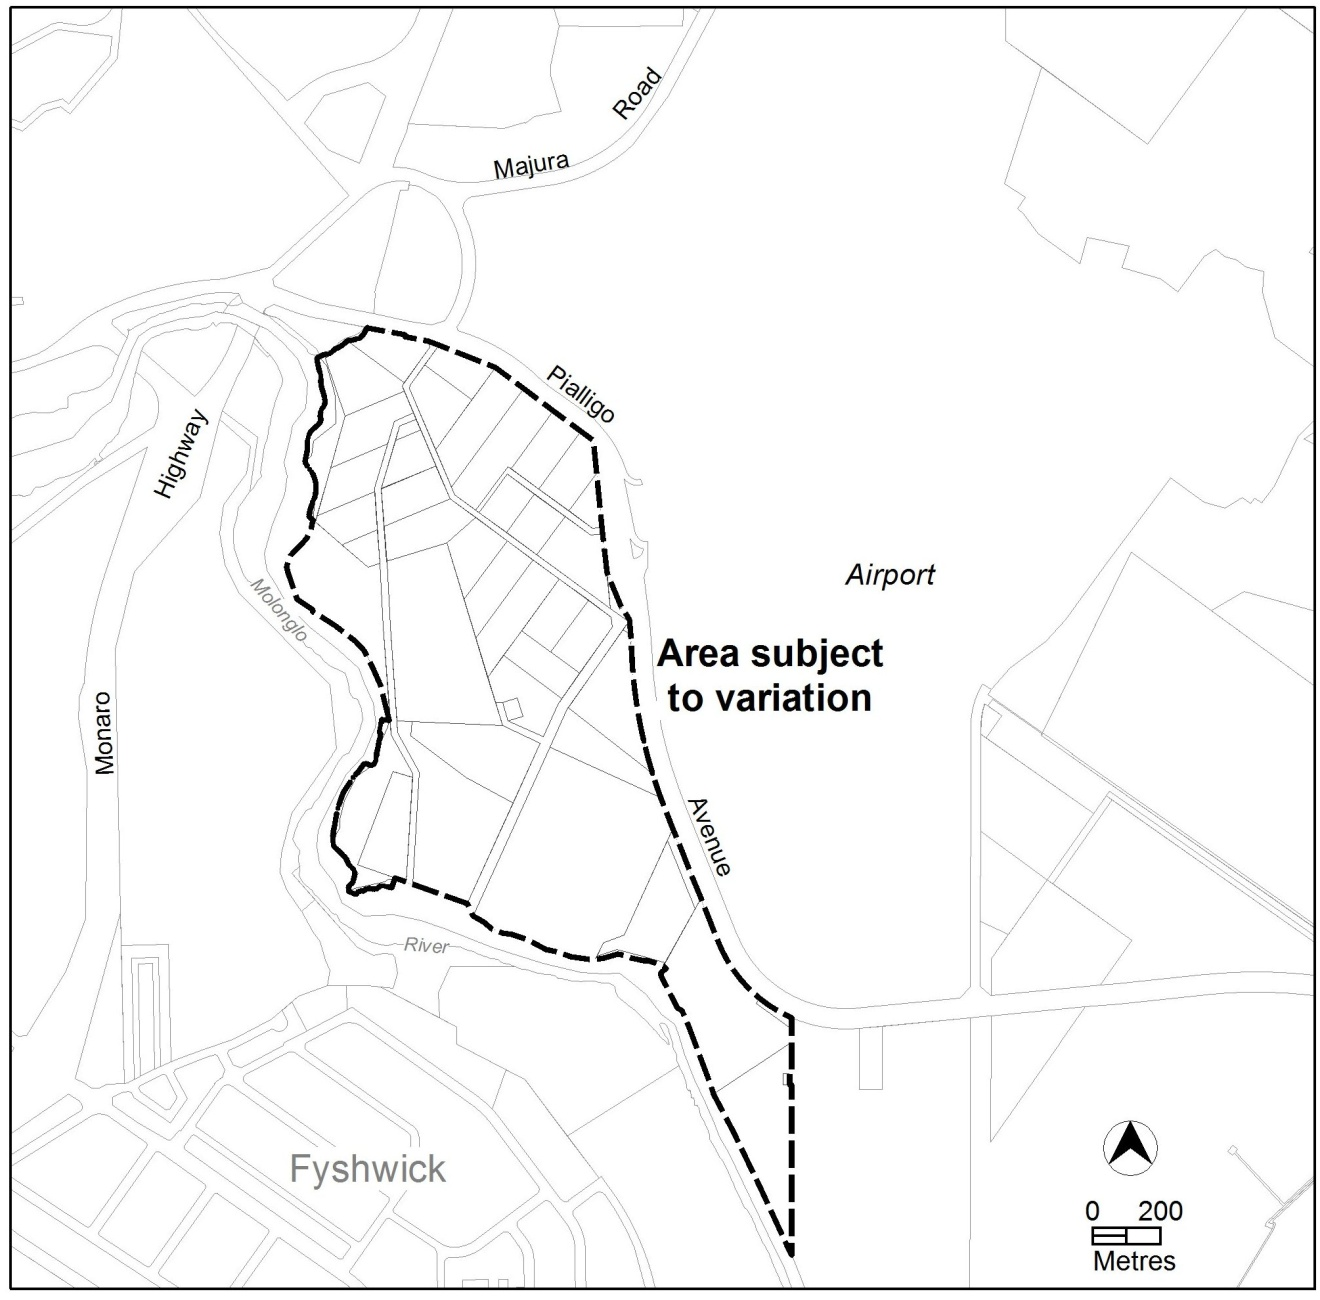 Road
Majura
Pialligo
Highway
Airport
Molonglo
Area subject
to variation
Monaro
Avenue
River
Fyshwick
0 200
Metres